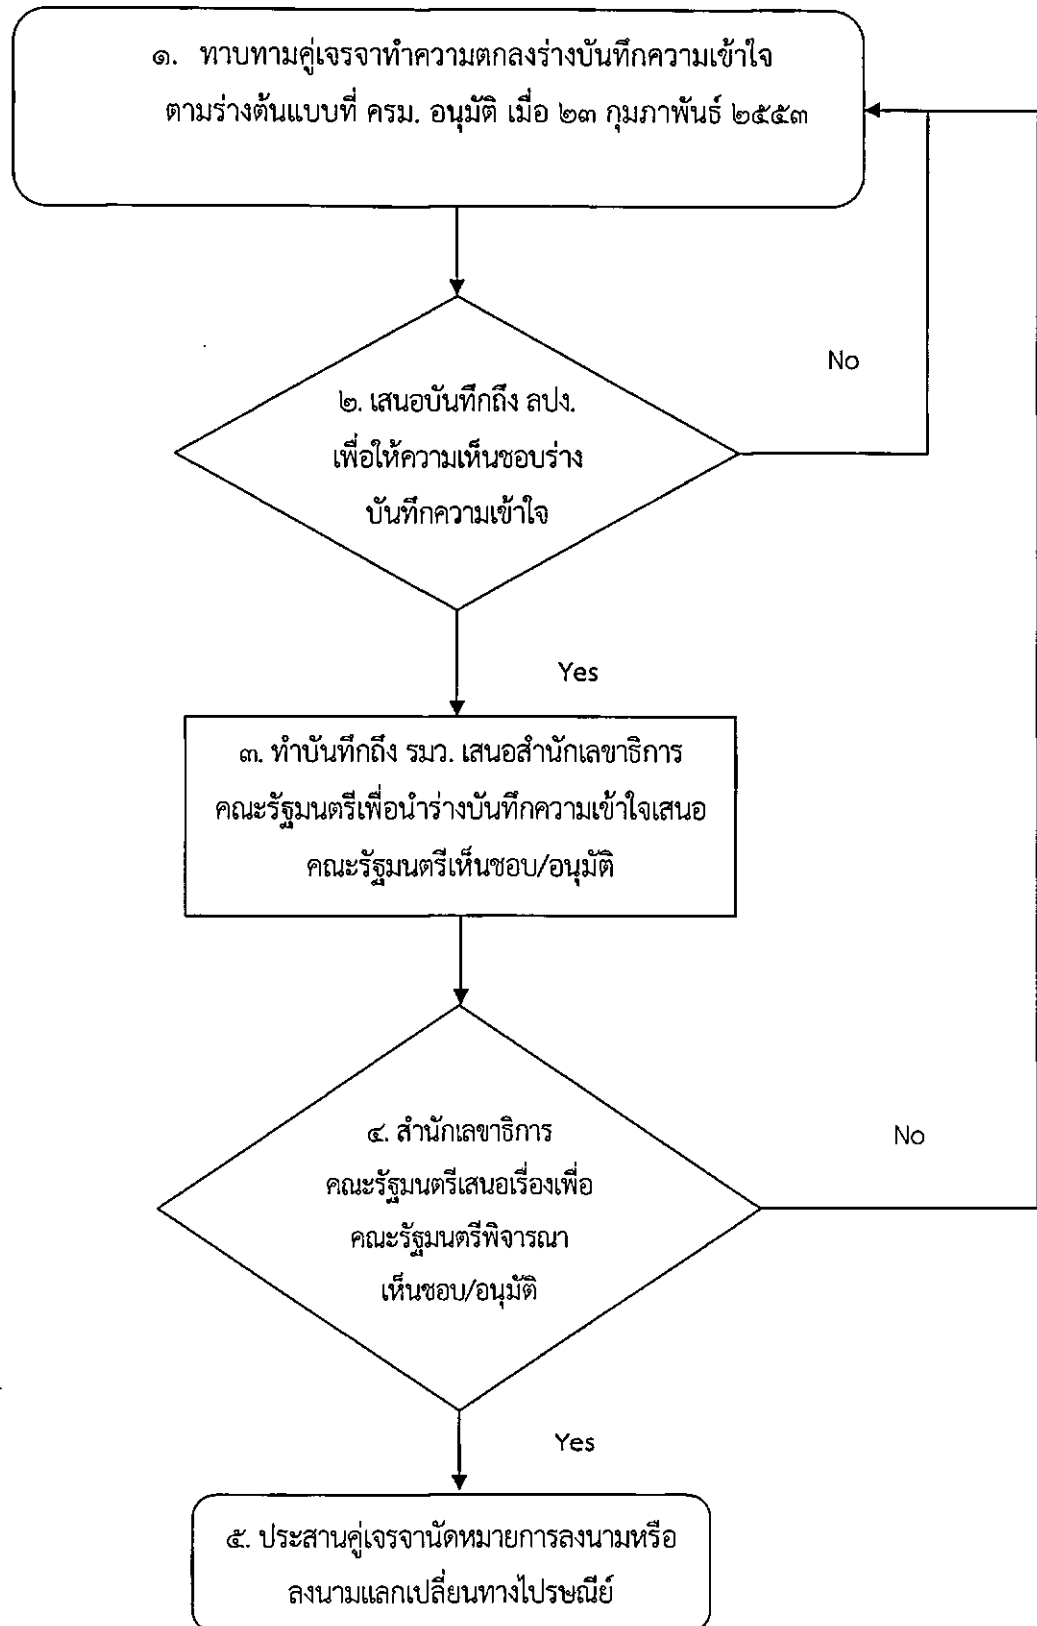 ๑. ทาบทามคู่เจรจาทำความตกลงร่างบันทึกความเข้าใจ
ตามร่างต้นแบบที่ ครม. อนุมัติ เมื่อ ๒๓ กุมภาพันธ์ ๒๕๕๓
No
๒. เสนอบันทึกถึง ลปง.
เพื่อให้ความเห็นชอบร่าง
บันทึกความเข้าใจ
Yes
๓. ทำบันทึกถึง รมว. เสนอสำนักเลขาธิการ
คณะรัฐมนตรีเพื่อนำร่างบันทึกความเข้าใจเสนอ
คณะรัฐมนตรีเห็นชอบ/อนุมัติ
๔. สำนักเลขาธิการ
No
คณะรัฐมนตรีเสนอเรื่องเพื่อ
คณะรัฐมนตรีพิจารณา
เห็นชอบ/อนุมัติ
Yes
๕. ประสานคู่เจรจานัดหมายการลงนามหรือ
ลงนามแลกเปลี่ยนทางไปรษณีย์